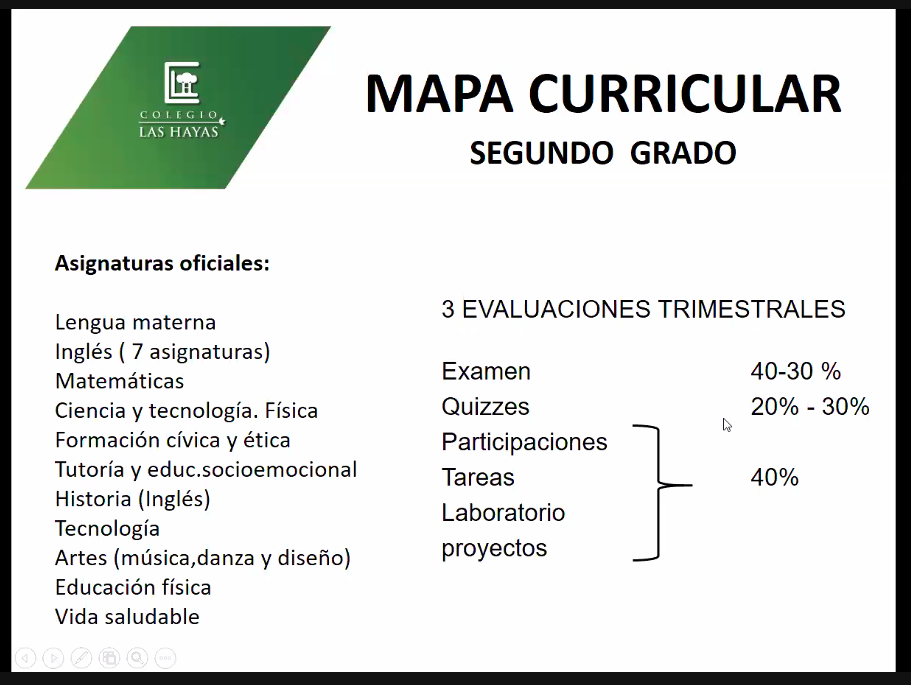 COLEGIO
LAS HAYAS
MAPA CURRICULAR
SEGUNDO GRADO
Asignaturas oficiales:
Lengua materna
Inglés ( 7 asignaturas)
Matemáticas
Ciencia y tecnología. Física
Formación cívica y ética
Tutoría y educ.socioemocional
Historia (Inglés)
Tecnología
Artes (música,danza y diseño)
Educación física
Vida saludable
3 EVALUACIONES TRIMESTRALES
Examen 40-30 %
Quizzes 20% - 30%
Participaciones
Tareas 40%
Laboratorio
proyectos